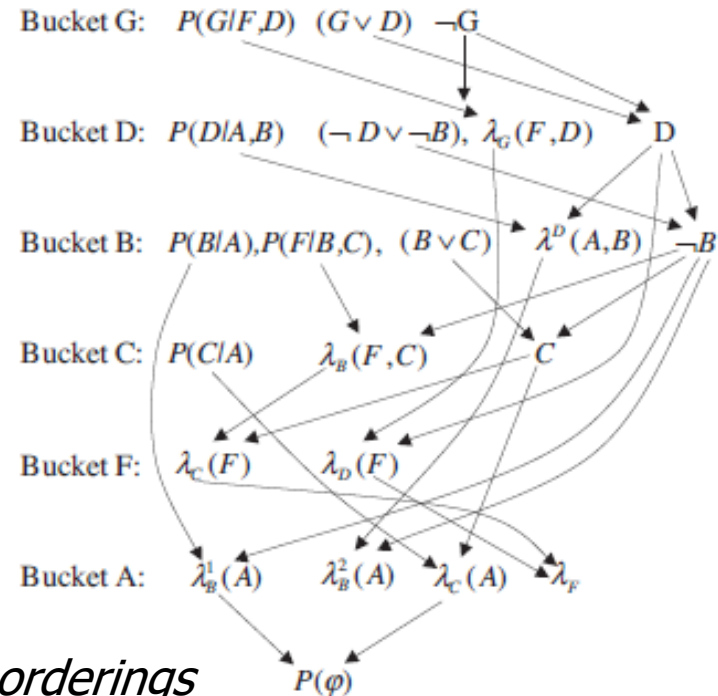 Bucket G: P(G|F,D) (G ∨ D) ¬G
Bucket D: P(D|A,B) (¬ D ∨ ¬B), λ_G(F,D) D
Bucket B: P(B|A),P(F|B,C), (B ∨ C) λ^D(A,B) ¬B
Bucket C: P(C|A) λ_B(F,C) C
Bucket F: λ_C(F) λ_D(F)
Bucket A: λ^1_B(A) λ^2_B(A) λ_C(A) λ_F
orderings P(φ)